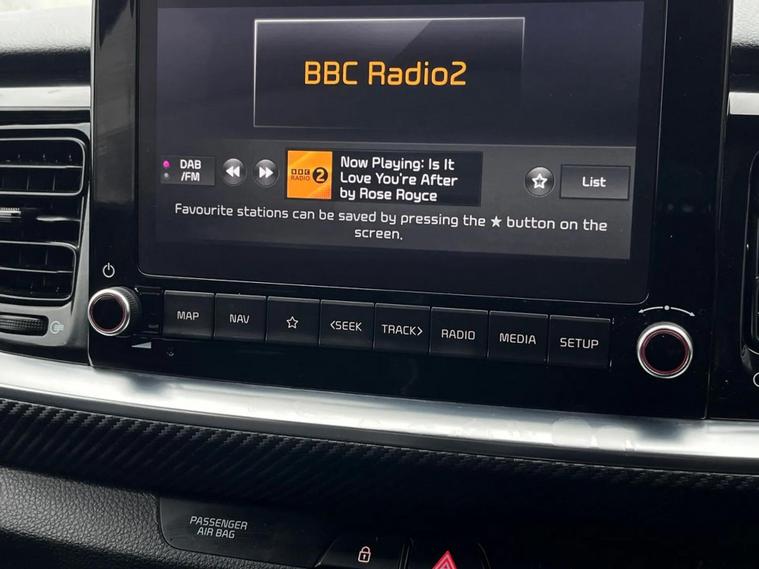 BBC Radio2
DAB
/FM
BBC
RADIO 2
Now Playing: Is It
Love You're After
by Rose Royce
List
Favourite stations can be saved by pressing the ★ button on the
screen.
MAP
NAV
<SEEK
TRACK>
RADIO
MEDIA
SETUP
PASSENGER
AIR BAG